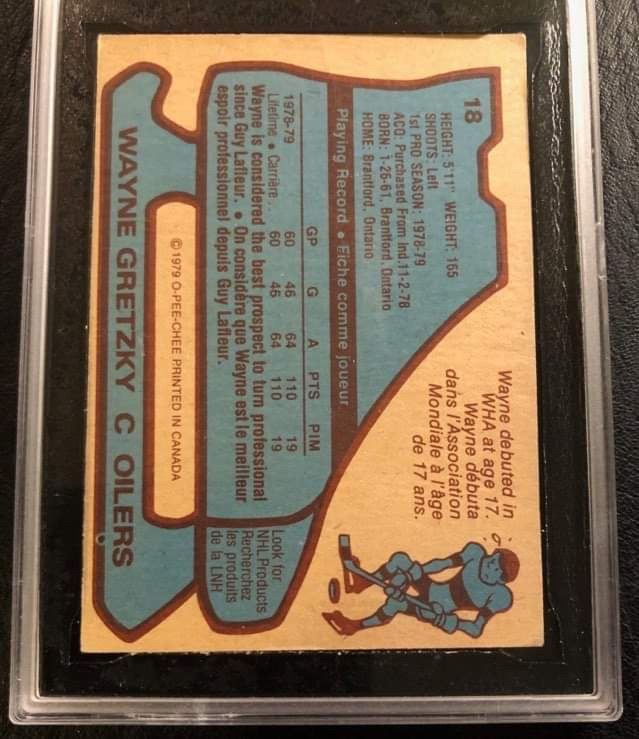 18
HEIGHT: 5'11" WEIGHT: 165
SHOOTS: Left
1st PRO SEASON: 1978-79
ACQ: Purchased From Ind. 11-2-78
BORN: 1-26-61, Brantford, Ontario
HOME: Brantford, Ontario
Wayne debuted in
WHA at age 17.
Wayne débuta
dans l'Association
Mondiale à l'âge
de 17 ans.
Playing Record • Fiche comme joueur
GP G A PTS PIM
1978-79 60 46 64 110 19
Lifetime • Carrière.. 60 46 64 110 19
Wayne is considered the best prospect to turn professional
since Guy Lafleur. • On considère que Wayne est le meilleur
espoir professionnel depuis Guy Lafleur.
Look for
NHL Products
Recherchez
les produits
de la LNH
© 1979 O-PEE-CHEE PRINTED IN CANADA
WAYNE GRETZKY C OILERS